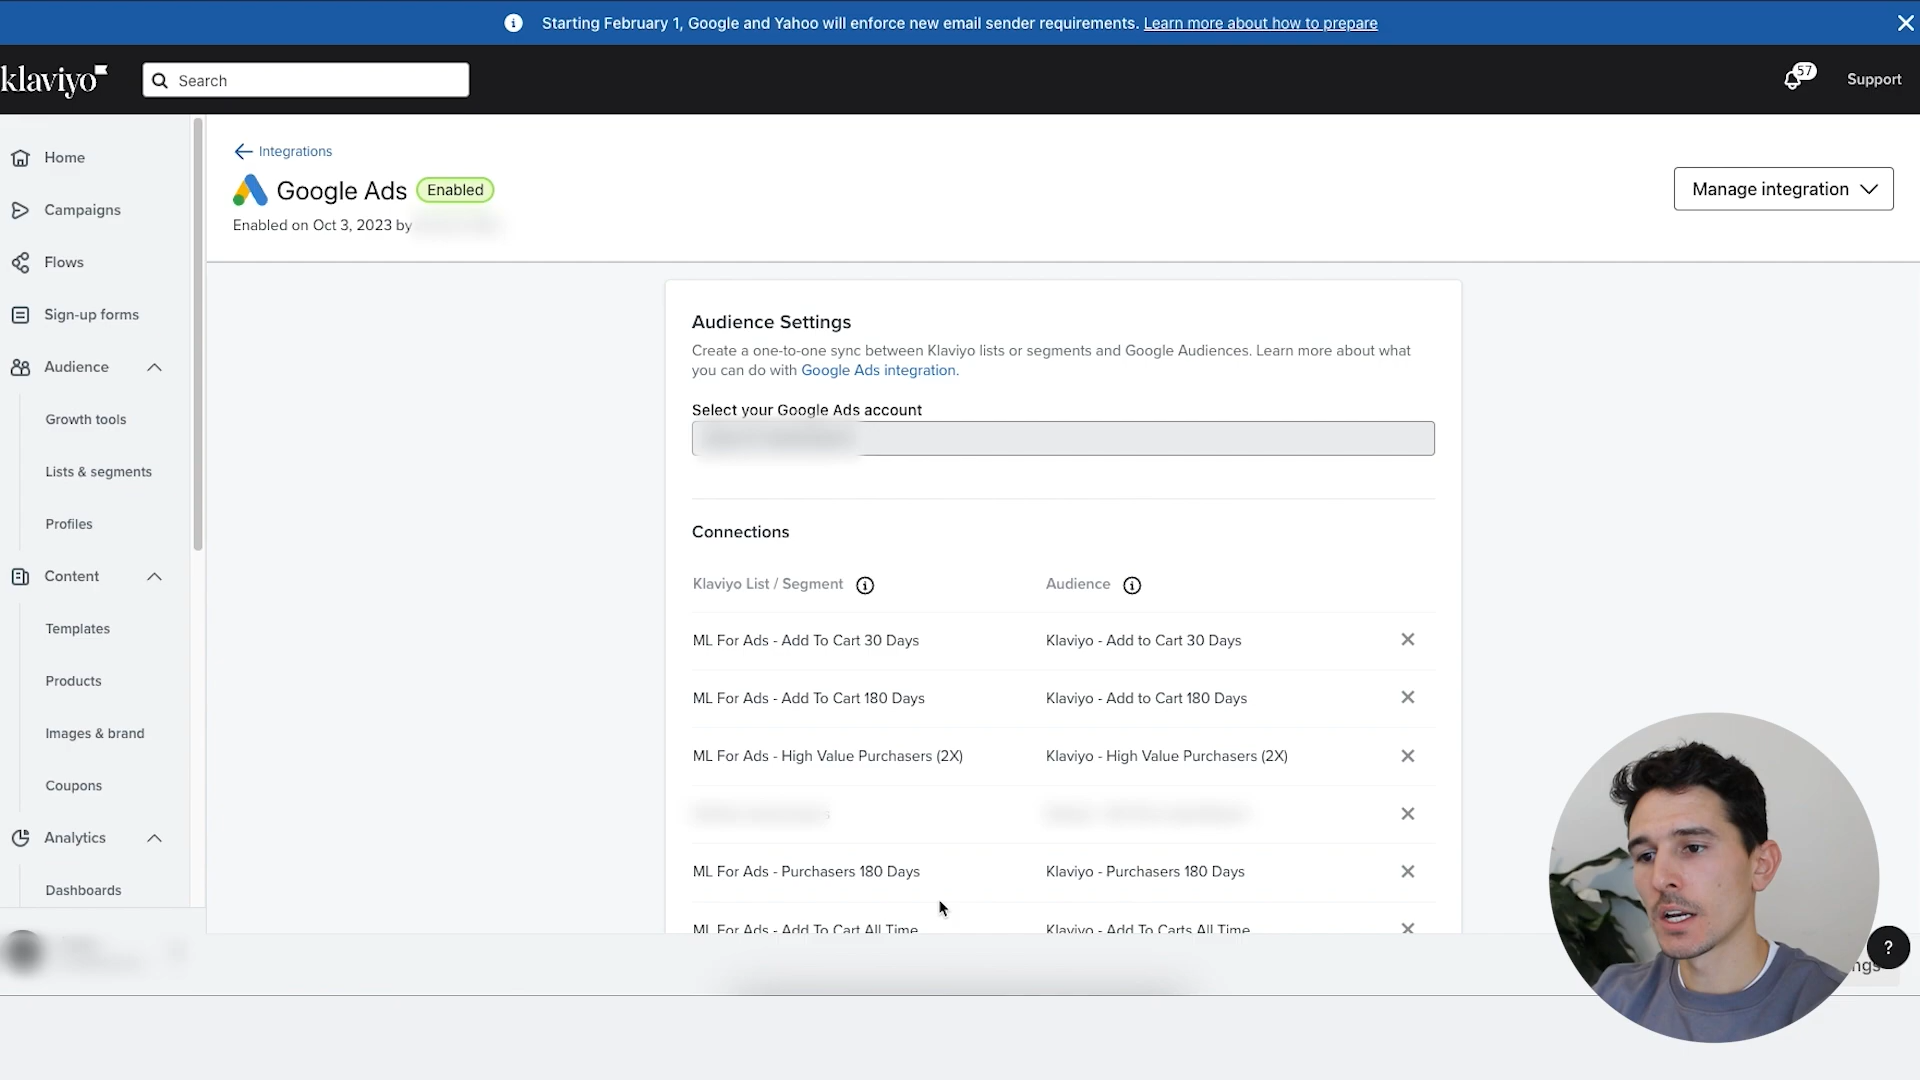 Starting February 1, Google and Yahoo will enforce new email sender requirements. Learn more about how to prepare
klaviyo
Search
57
Support
Home
Campaigns
Flows
Sign-up forms
Audience
Growth tools
Lists & segments
Profiles
Content
Templates
Products
Images & brand
Coupons
Analytics
Dashboards
Integrations
Google Ads
Enabled
Enabled on Oct 3, 2023 by
Manage integration
Audience Settings
Create a one-to-one sync between Klaviyo lists or segments and Google Audiences. Learn more about what
you can do with Google Ads integration.
Select your Google Ads account
Connections
Klaviyo List / Segment
Audience
ML For Ads - Add To Cart 30 Days
Klaviyo - Add to Cart 30 Days
ML For Ads - Add To Cart 180 Days
Klaviyo - Add to Cart 180 Days
ML For Ads - High Value Purchasers (2X)
Klaviyo - High Value Purchasers (2X)
ML For Ads - Purchasers 180 Days
Klaviyo - Purchasers 180 Days
ML For Ads - Add To Cart All Time
Klaviyo - Add To Carts All Time
?